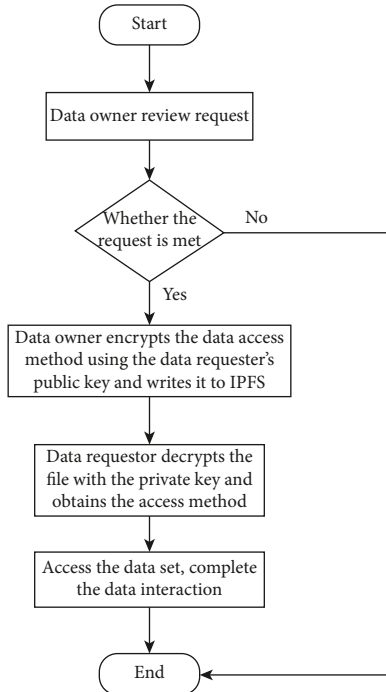 Start
Data owner review request
Whether the
request is met
No
Yes
Data owner encrypts the data access
method using the data requester's
public key and writes it to IPFS
Data requestor decrypts the
file with the private key and
obtains the access method
Access the data set, complete
the data interaction
End